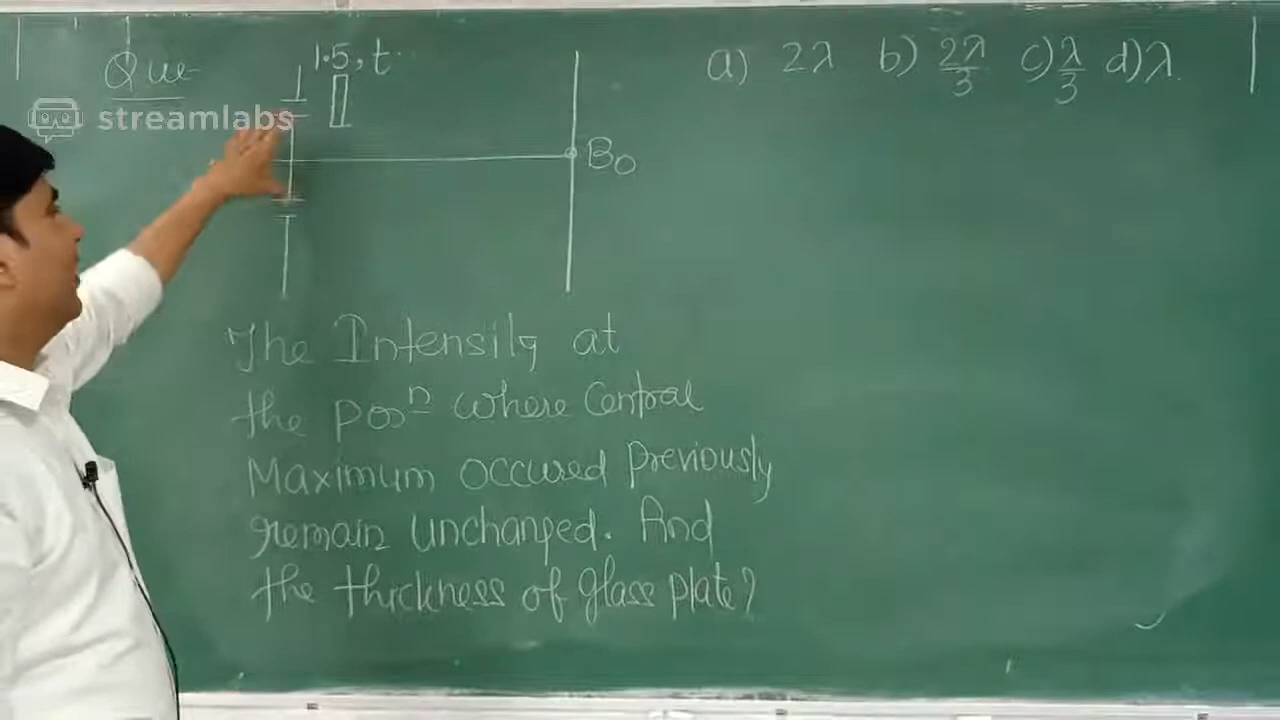 Que
1.5, t
a) 2λ b) 2λ/3 c) λ/3 d) λ
streamlabs
B0
The Intensity at
the posn where Central
Maximum occured Previously
remain unchanged. And
the thickness of glass plate?